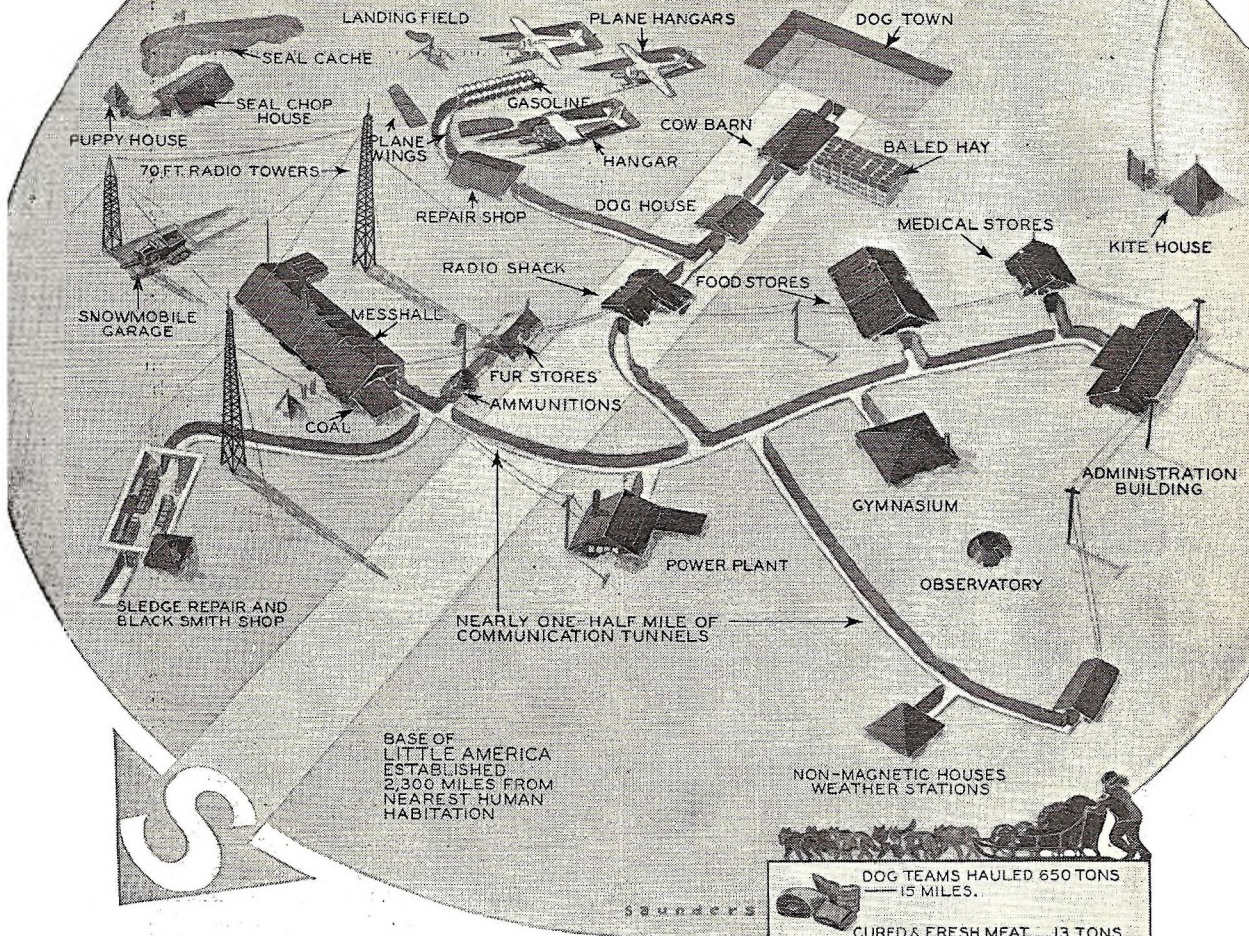 LANDING FIELD
PLANE HANGARS
DOG TOWN
SEAL CACHE
SEAL CHOP
HOUSE
PUPPY HOUSE
GASOLINE
PLANE
WINGS
HANGAR
COW BARN
BALED HAY
70 FT. RADIO TOWERS
REPAIR SHOP
DOG HOUSE
MEDICAL STORES
KITE HOUSE
RADIO SHACK
FOOD STORES
SNOWMOBILE
GARAGE
MESSHALL
FUR STORES
AMMUNITIONS
COAL
GYMNASIUM
ADMINISTRATION
BUILDING
POWER PLANT
OBSERVATORY
SLEDGE REPAIR AND
BLACK SMITH SHOP
NEARLY ONE-HALF MILE OF
COMMUNICATION TUNNELS
BASE OF
LITTLE AMERICA
ESTABLISHED
2,300 MILES FROM
NEAREST HUMAN
HABITATION
NON-MAGNETIC HOUSES
WEATHER STATIONS
S
DOG TEAMS HAULED 650 TONS
— 15 MILES.
saunders
CURED & FRESH MEAT.....13 TONS